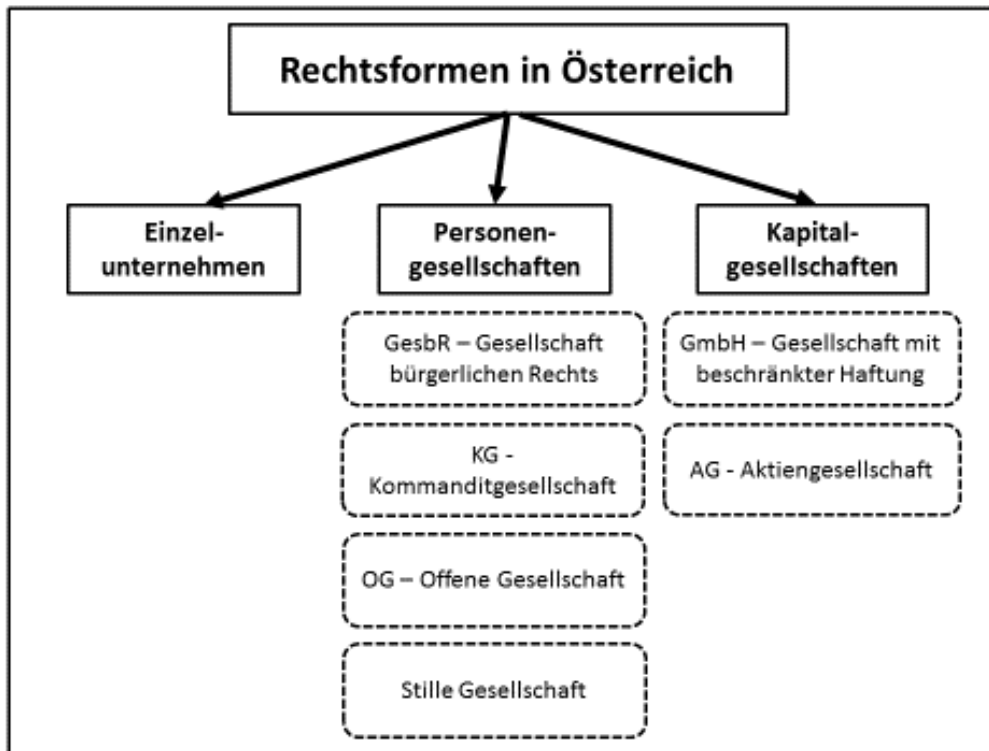 Rechtsformen in Österreich
Einzel-
unternehmen
Personen-
gesellschaften
Kapital-
gesellschaften
GesbR – Gesellschaft
bürgerlichen Rechts
KG -
Kommanditgesellschaft
OG – Offene Gesellschaft
Stille Gesellschaft
GmbH – Gesellschaft mit
beschränkter Haftung
AG - Aktiengesellschaft